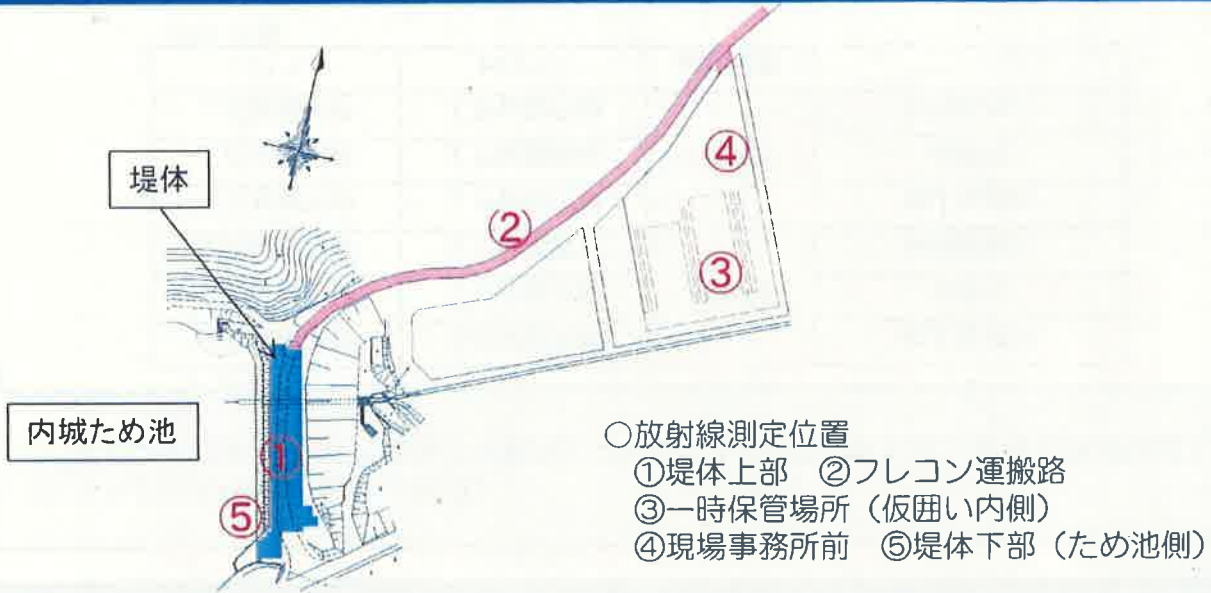 堤体
②
④
③
内城ため池
①
⑤
○放射線測定位置
①堤体上部　②フレコン運搬路
③一時保管場所（仮囲い内側）
④現場事務所前　⑤堤体下部（ため池側）